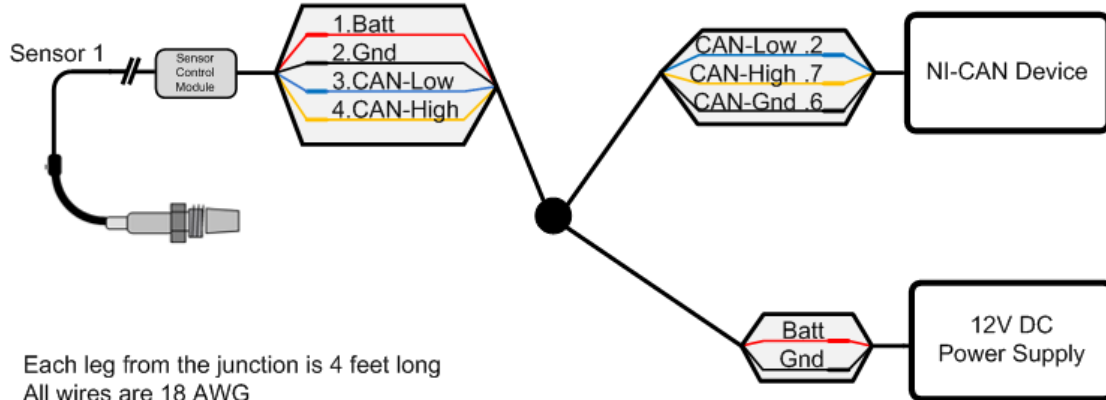 Sensor 1
Sensor
Control
Module
1.Batt
2.Gnd
3.CAN-Low
4.CAN-High
CAN-Low .2
CAN-High .7
CAN-Gnd .6
NI-CAN Device
Batt
Gnd
12V DC
Power Supply
Each leg from the junction is 4 feet long
All wires are 18 AWG